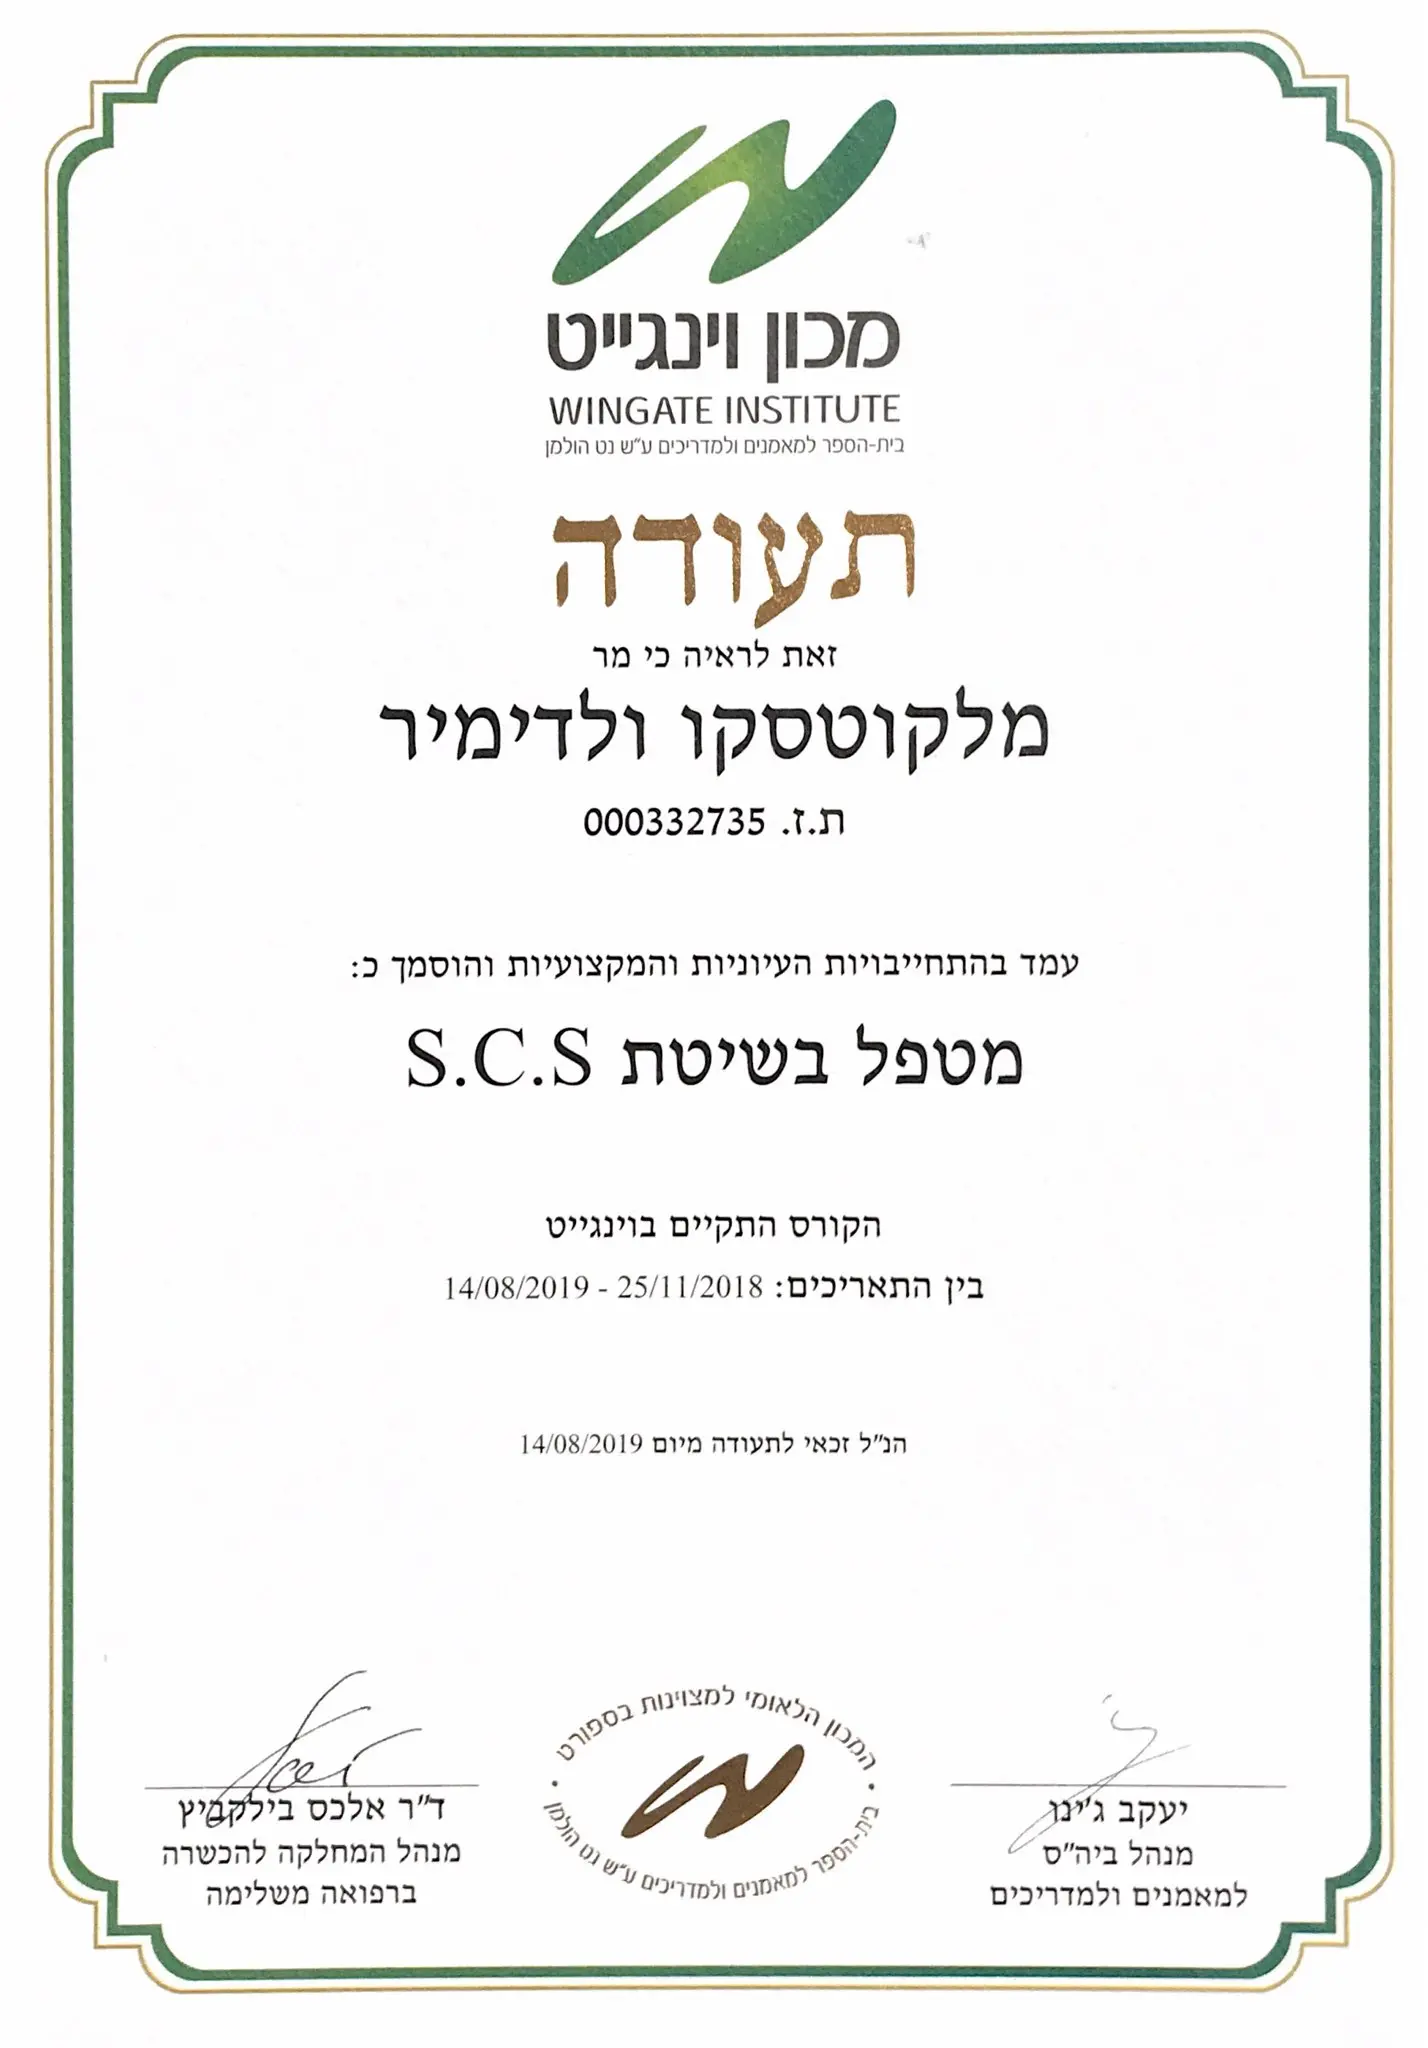 מכון וינגייט
WINGATE INSTITUTE
בית-הספר למאמנים ולמדריכים ע"ש נט הולמן
תעודה
זאת לראיה כי מר
מלקוטסקו ולדימיר
ת.ז. 000332735
עמד בהתחייבויות העיוניות והמקצועיות והוסמך כ:
מטפל בשיטת S.C.S
הקורס התקיים בוינגייט
בין התאריכים: 25/11/2018 - 14/08/2019
הנ"ל זכאי לתעודה מיום 14/08/2019
יעקב ג'ינו
מנהל ביה"ס
למאמנים ולמדריכים
המכון הלאומי למצוינות בספורט
בית-הספר למאמנים ולמדריכים ע"ש נט הולמן
ד"ר אלכס בילקביץ
מנהל המחלקה להכשרה
ברפואה משלימה